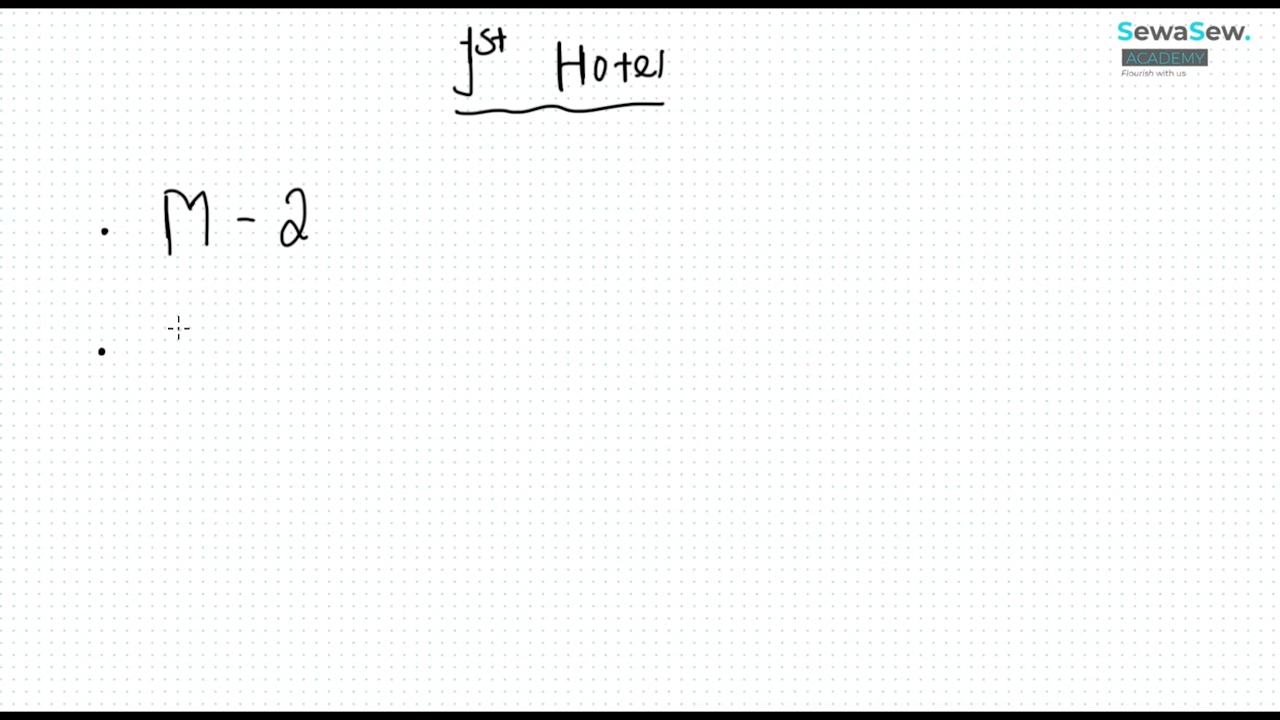 1st Hotel
SewaSew.
ACADEMY
Flourish with us
. M - 2
.